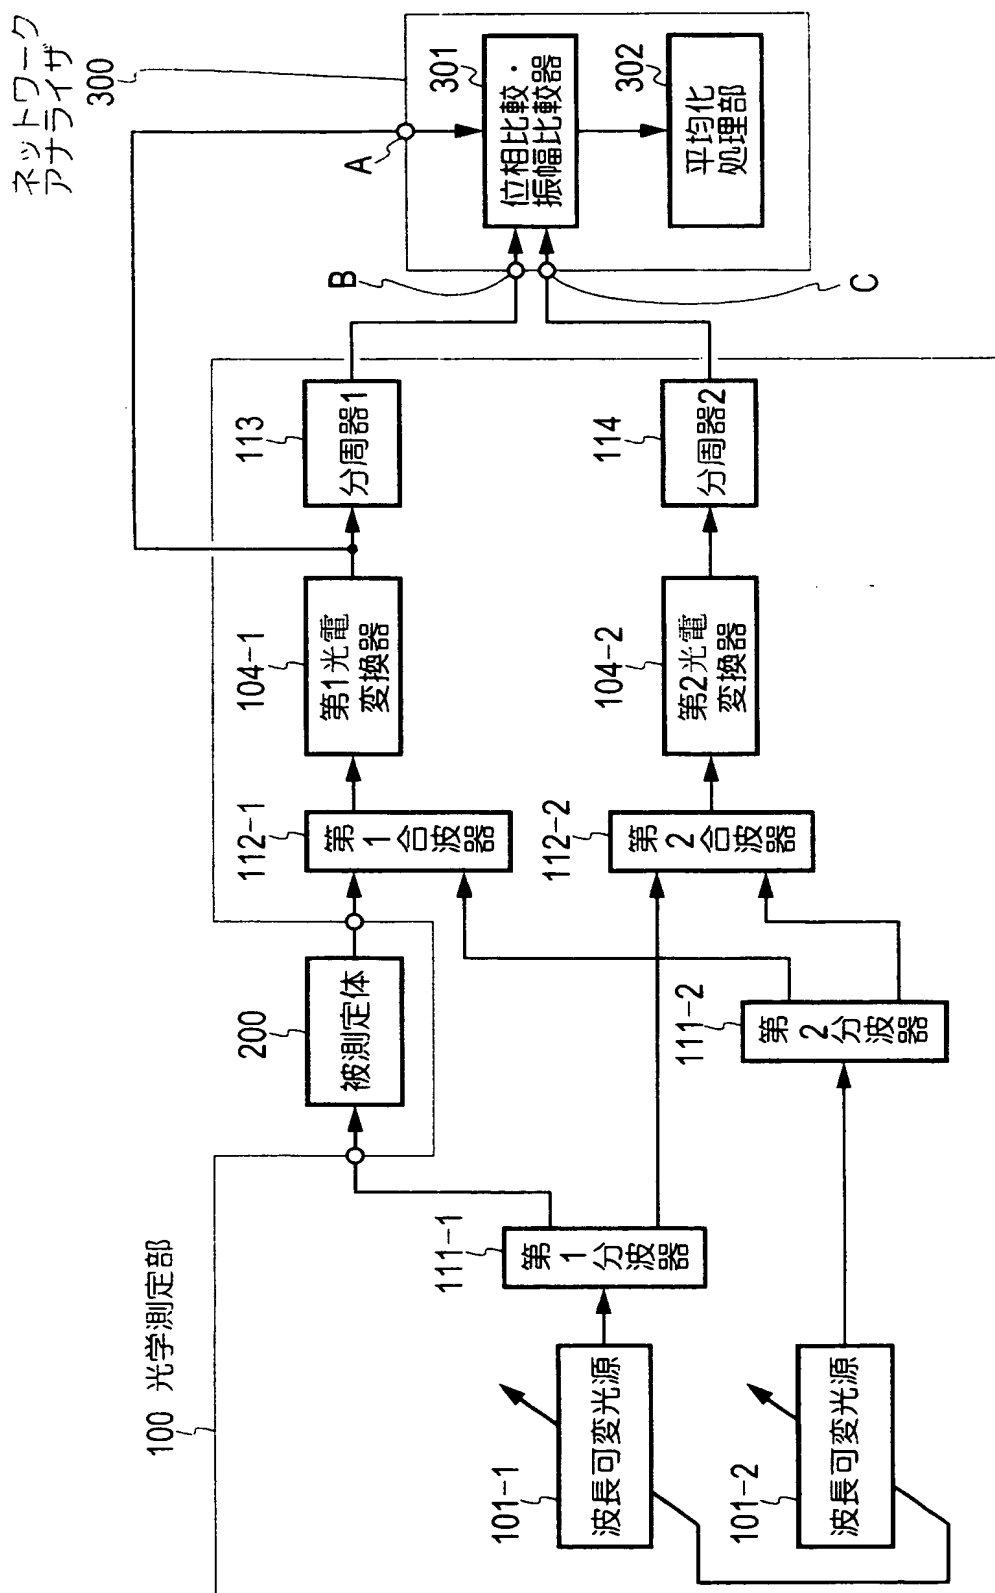 100 光学測定部
101-1
波長可変光源
101-2
波長可変光源
111-1
第1分波器
111-2
第2分波器
200
被測定体
112-1
第1合波器
112-2
第2合波器
104-1
第1光電
変換器
104-2
第2光電
変換器
113
分周器1
114
分周器2
ネットワーク
アナライザ
300
A
B
C
301
位相比較・
振幅比較器
302
平均化
処理部